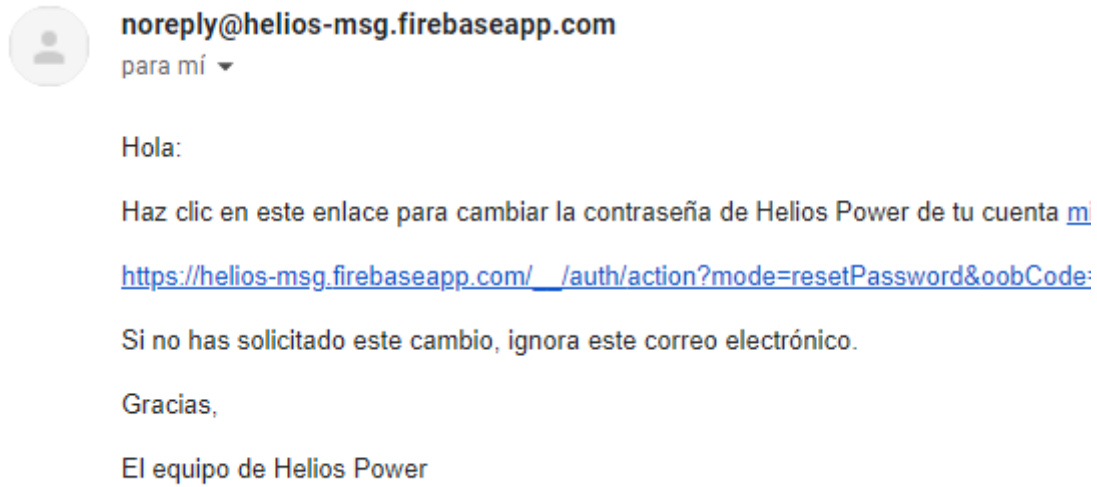 noreply@helios-msg.firebaseapp.com
para mí
Hola:
Haz clic en este enlace para cambiar la contraseña de Helios Power de tu cuenta mi
https://helios-msg.firebaseapp.com/__/auth/action?mode=resetPassword&oobCode=
Si no has solicitado este cambio, ignora este correo electrónico.
Gracias,
El equipo de Helios Power